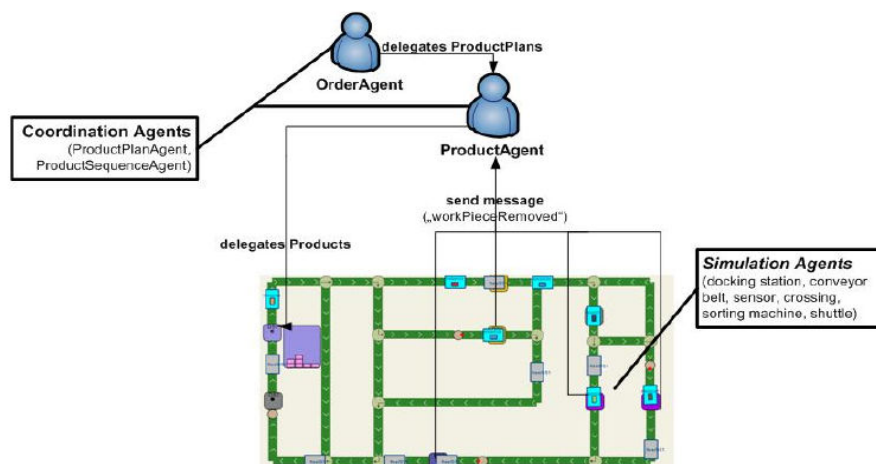 delegates ProductPlans
OrderAgent
Coordination Agents
(ProductPlanAgent,
ProductSequenceAgent)
ProductAgent
send message
(„workPieceRemoved")
delegates Products
Simulation Agents
(docking station, conveyor
belt, sensor, crossing,
sorting machine, shuttle)